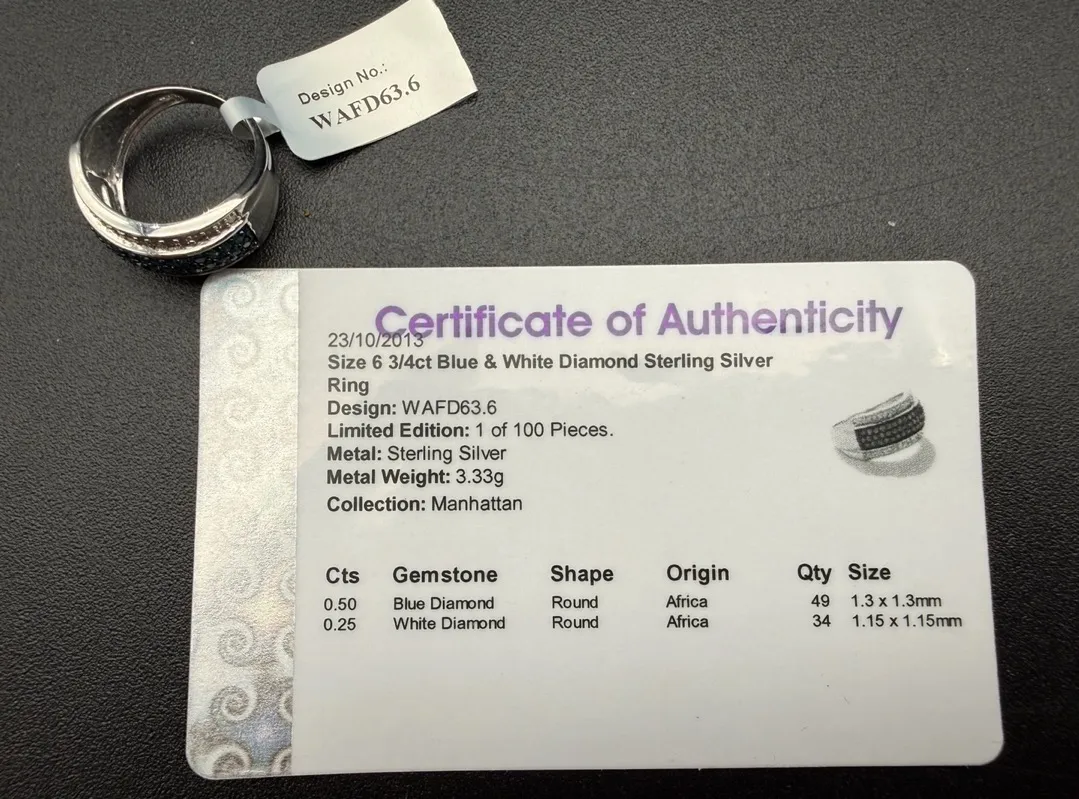 Design No.:
WAFD63.6
Certificate of Authenticity
23/10/2013
Size 6 3/4ct Blue & White Diamond Sterling Silver
Ring
Design: WAFD63.6
Limited Edition: 1 of 100 Pieces.
Metal: Sterling Silver
Metal Weight: 3.33g
Collection: Manhattan
Cts Gemstone Shape Origin Qty Size
0.50 Blue Diamond Round Africa 49 1.3 x 1.3mm
0.25 White Diamond Round Africa 34 1.15 x 1.15mm